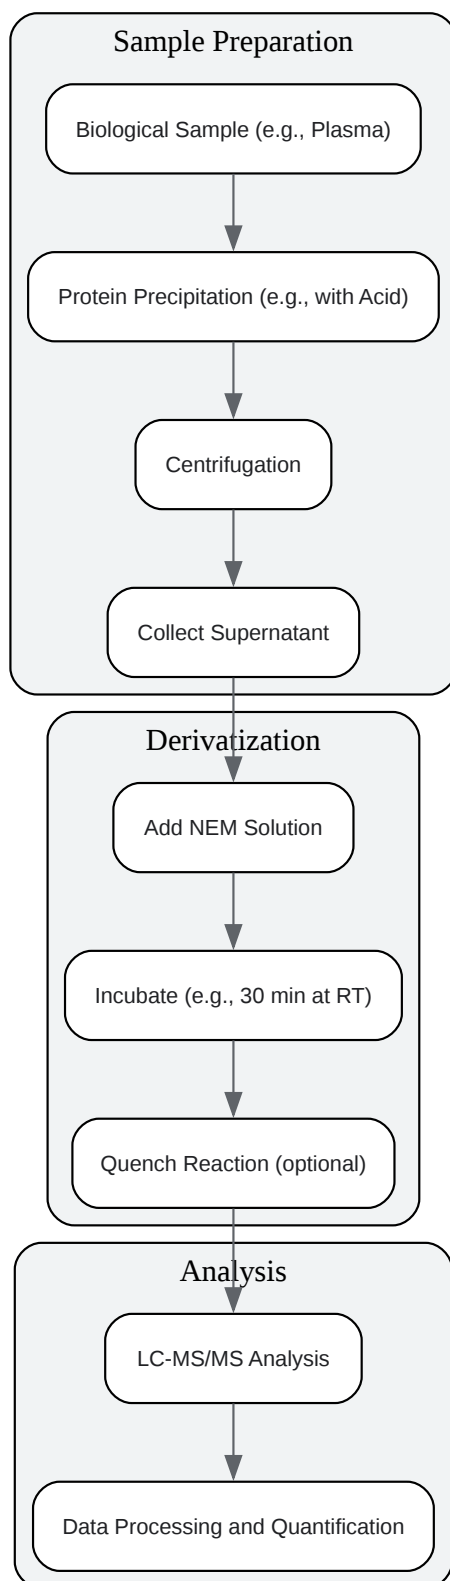 Sample Preparation
Biological Sample (e.g., Plasma)
Protein Precipitation (e.g., with Acid)
Centrifugation
Collect Supernatant
Derivatization
Add NEM Solution
Incubate (e.g., 30 min at RT)
Quench Reaction (optional)
Analysis
LC-MS/MS Analysis
Data Processing and Quantification